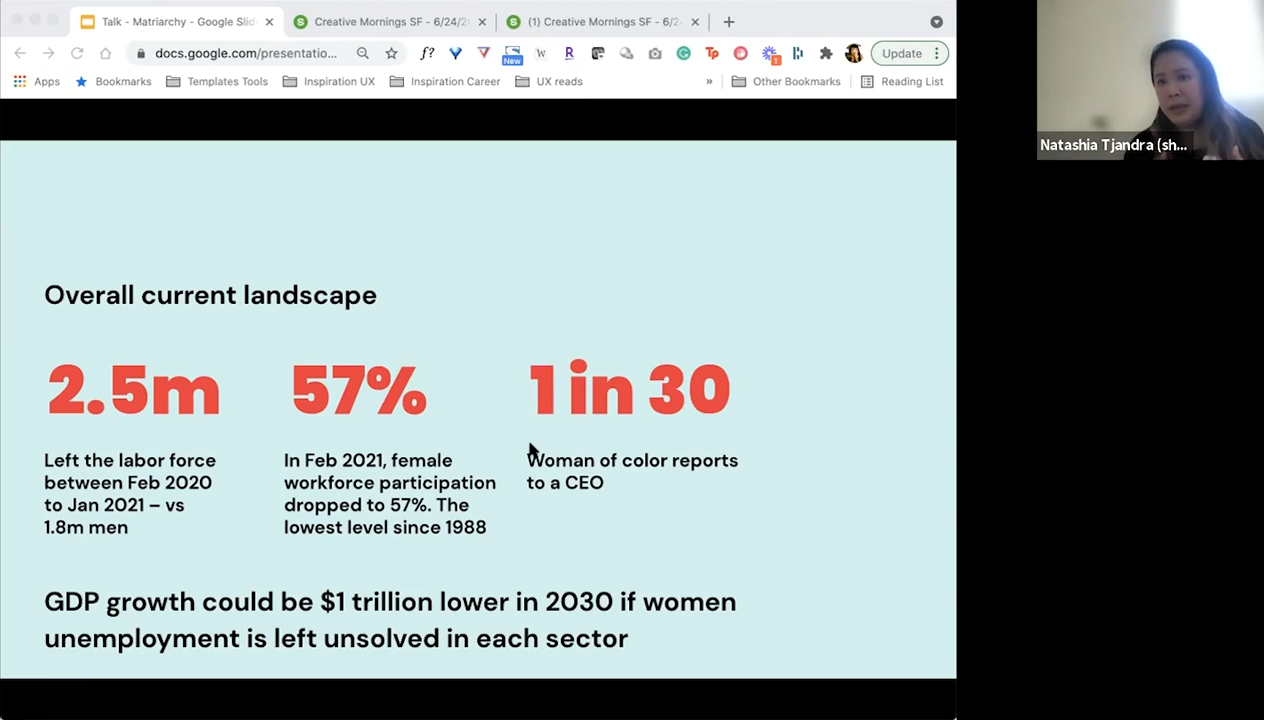 Talk - Matriarchy - Google Slid
Creative Mornings SF - 6/24/2
(1) Creative Mornings SF - 6/2
docs.google.com/presentatio...
f?
New
W
R
Tp
1
Update
Apps
Bookmarks
Templates Tools
Inspiration UX
Inspiration Career
UX reads
»
Other Bookmarks
Reading List
Natashia Tjandra (sh...
Overall current landscape
2.5m
57%
1 in 30
Left the labor force
between Feb 2020
to Jan 2021 – vs
1.8m men
In Feb 2021, female
workforce participation
dropped to 57%. The
lowest level since 1988
Woman of color reports
to a CEO
GDP growth could be $1 trillion lower in 2030 if women
unemployment is left unsolved in each sector